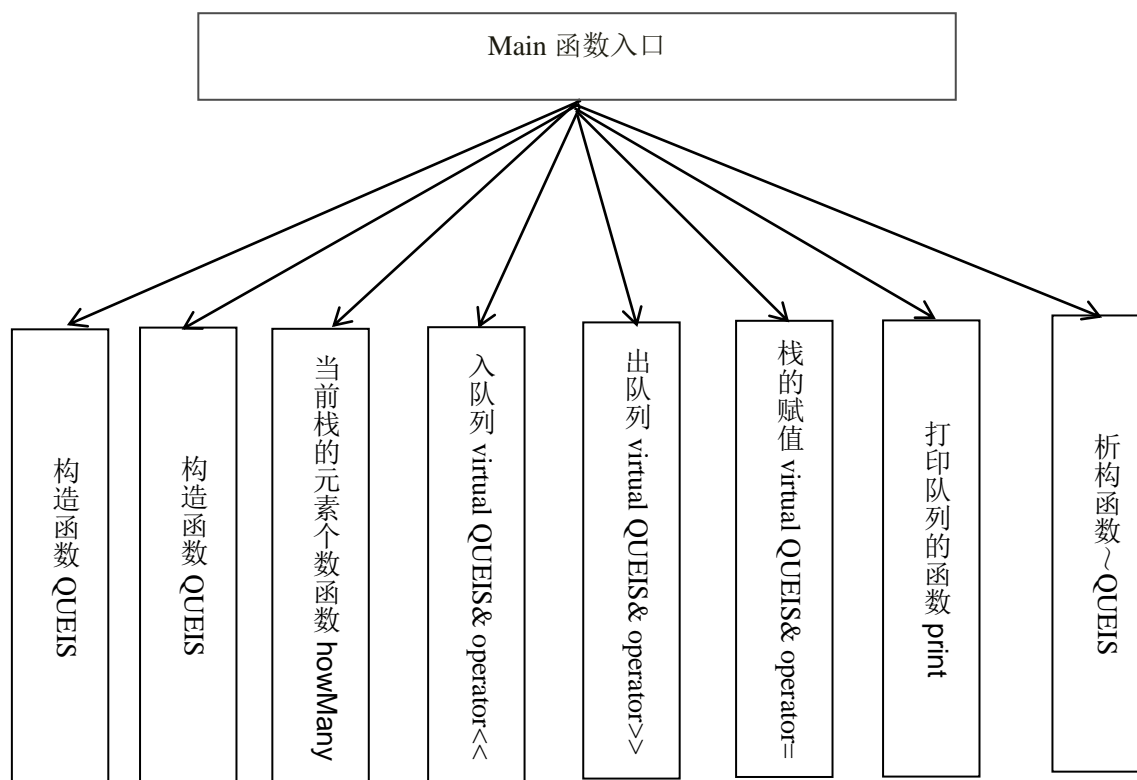 Main 函数入口
构造函数 QUEIS
构造函数 QUEIS
当前栈的元素个数函数 howMany
入队列 virtual QUEIS& operator<<
出队列 virtual QUEIS& operator>>
栈的赋值 virtual QUEIS& operator=
打印队列的函数 print
析构函数~QUEIS